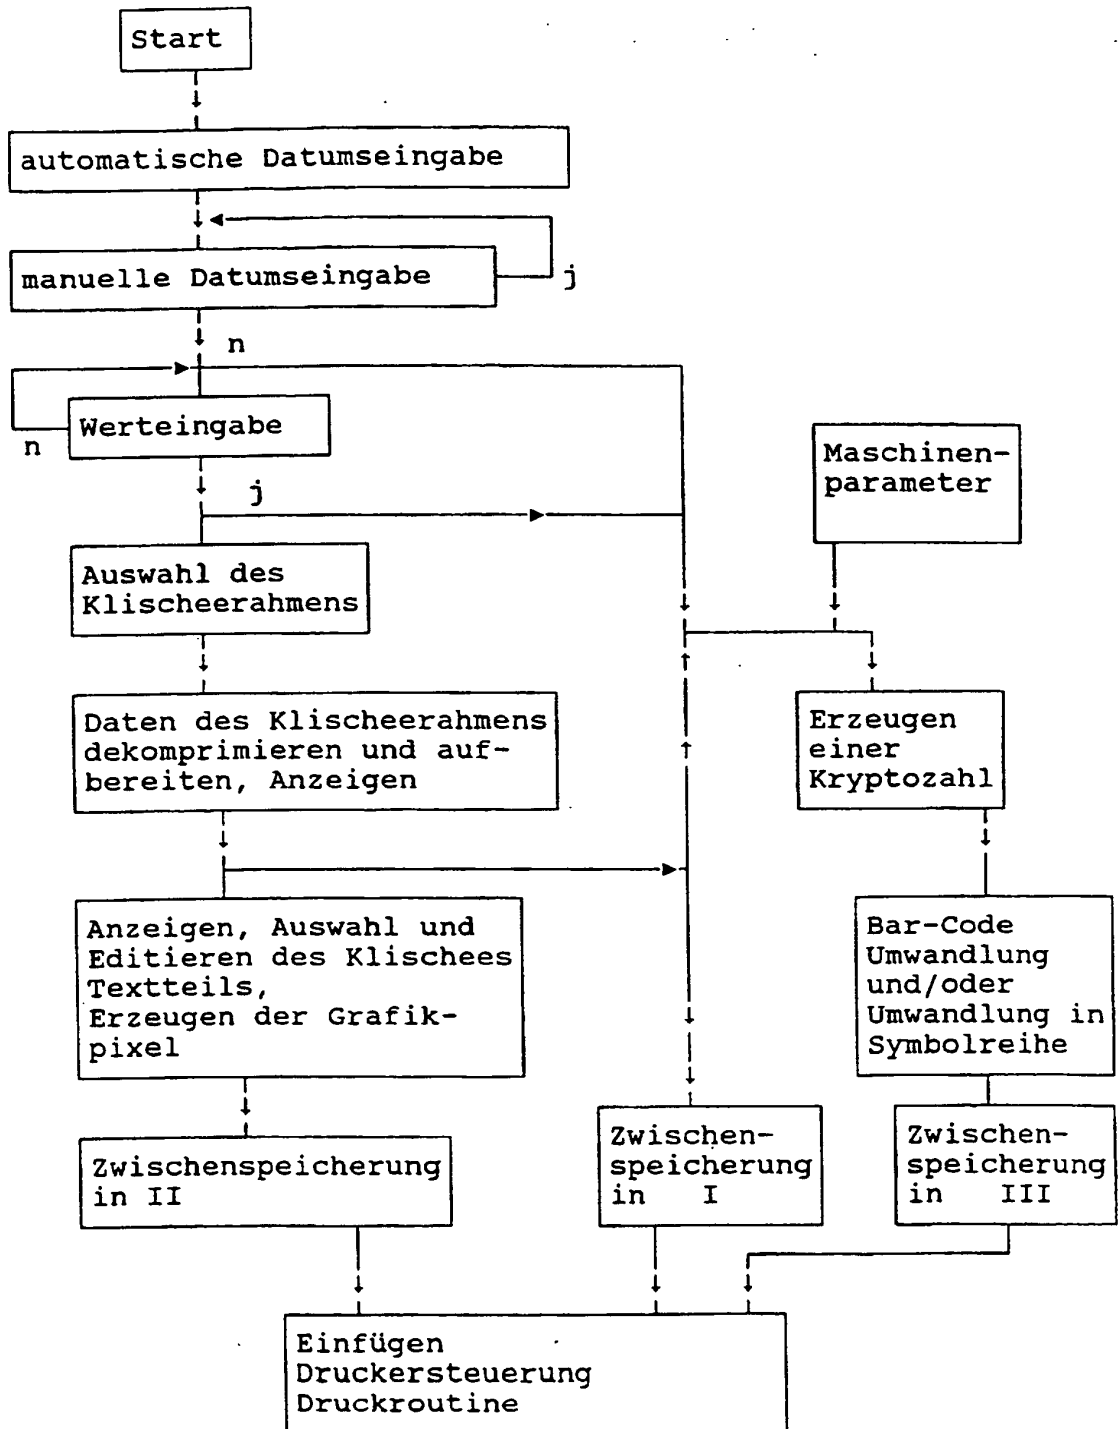 Start
automatische Datumseingabe
manuelle Datumseingabe
j
n
Werteingabe
n
j
Maschinen-
parameter
Auswahl des
Klischeerahmens
Daten des Klischeerahmens
dekomprimieren und auf-
bereiten, Anzeigen
Erzeugen
einer
Kryptozahl
Anzeigen, Auswahl und
Editieren des Klischees
Textteils,
Erzeugen der Grafik-
pixel
Bar-Code
Umwandlung
und/oder
Umwandlung in
Symbolreihe
Zwischenspeicherung
in II
Zwischen-
speicherung
in I
Zwischen-
speicherung
in III
Einfügen
Druckersteuerung
Druckroutine